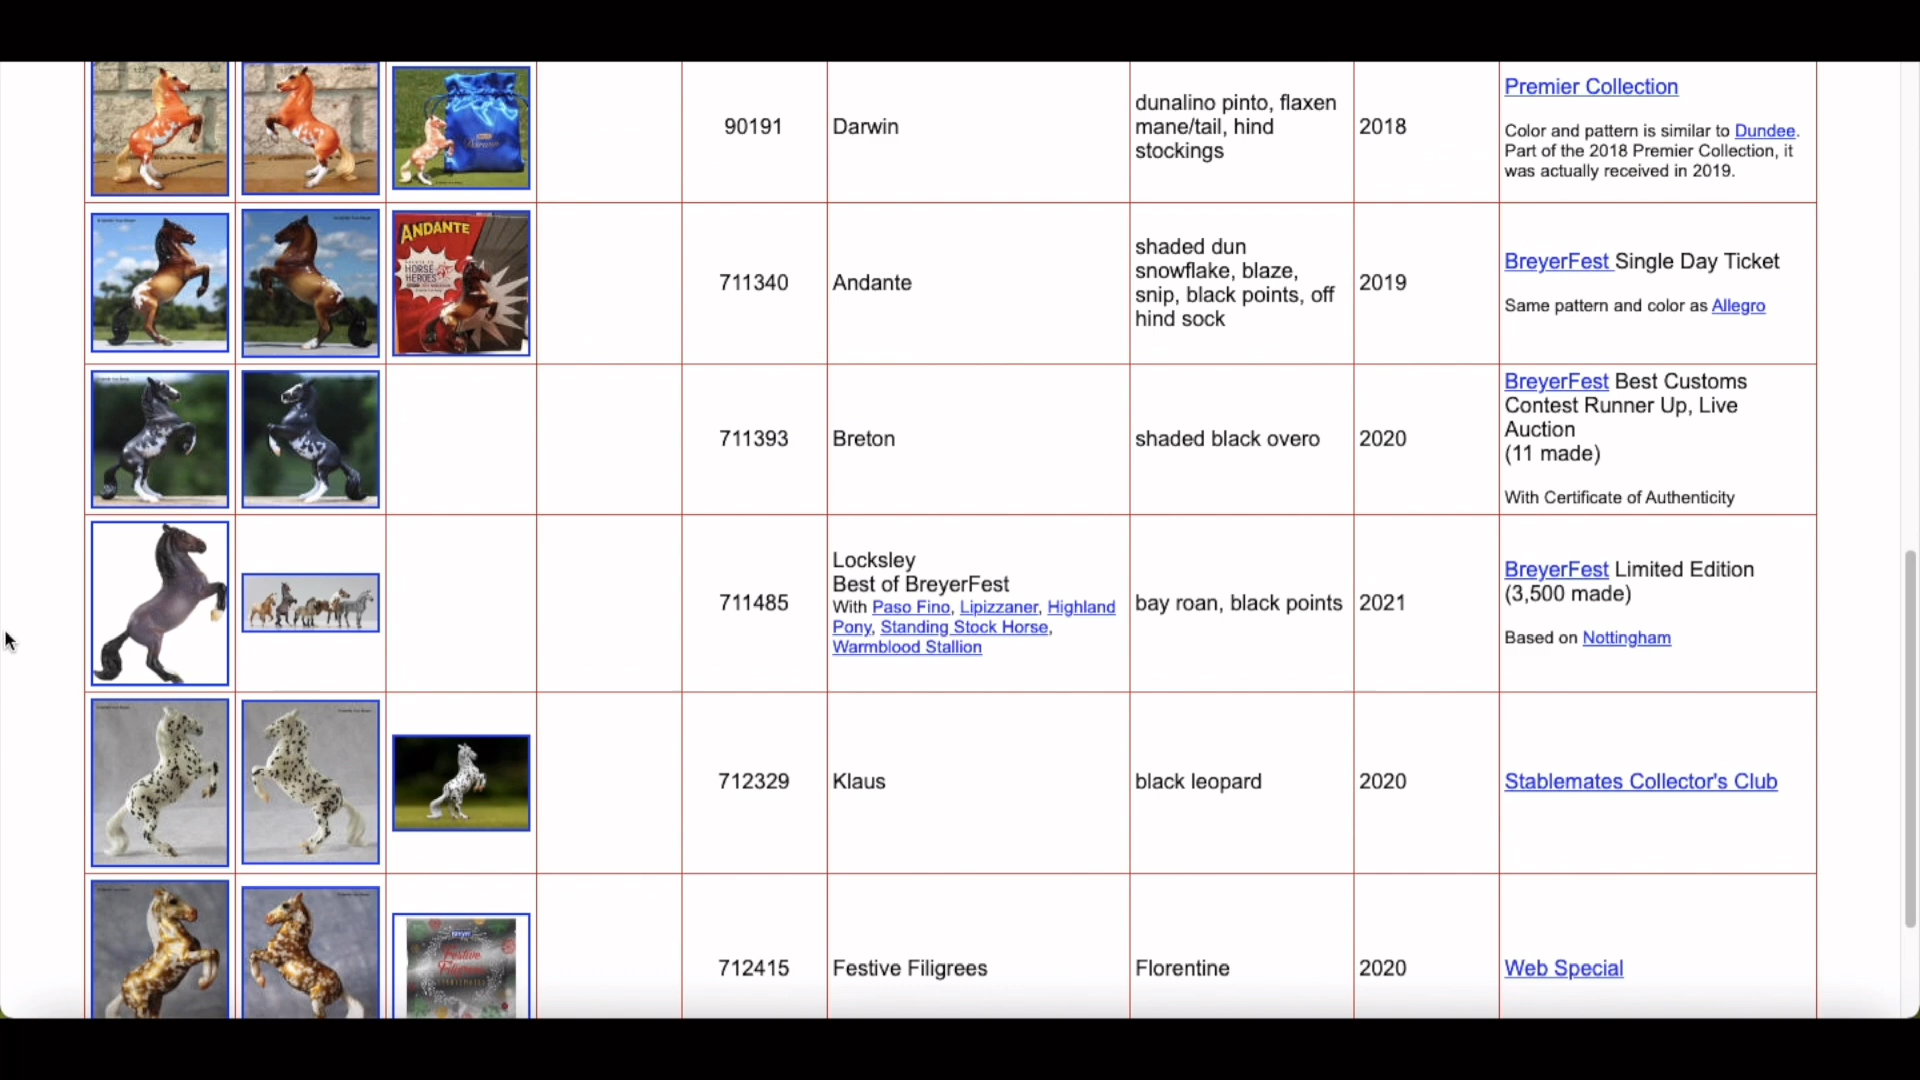 90191
Darwin
dunalino pinto, flaxen
mane/tail, hind
stockings
2018
Premier Collection
Color and pattern is similar to Dundee.
Part of the 2018 Premier Collection, it
was actually received in 2019.
ANDANTE
HORSE
HEROES
711340
Andante
shaded dun
snowflake, blaze,
snip, black points, off
hind sock
2019
BreyerFest Single Day Ticket
Same pattern and color as Allegro
711393
Breton
shaded black overo
2020
BreyerFest Best Customs
Contest Runner Up, Live
Auction
(11 made)
With Certificate of Authenticity
711485
Locksley
Best of BreyerFest
With Paso Fino, Lipizzaner, Highland
Pony, Standing Stock Horse,
Warmblood Stallion
bay roan, black points
2021
BreyerFest Limited Edition
(3,500 made)
Based on Nottingham
712329
Klaus
black leopard
2020
Stablemates Collector's Club
Breyer
Festive
Filigrees
712415
Festive Filigrees
Florentine
2020
Web Special